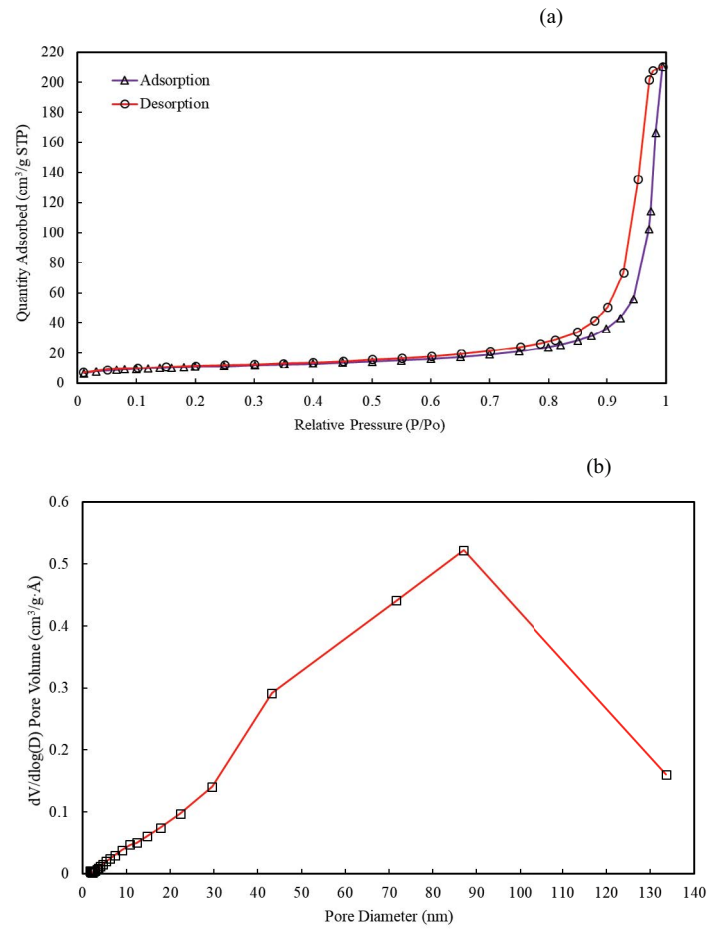 (a)
220
200
180
160
140
120
100
80
60
40
20
0
Quantity Adsorbed (cm³/g STP)
Adsorption
Desorption
0 0.1 0.2 0.3 0.4 0.5 0.6 0.7 0.8 0.9 1
Relative Pressure (P/Po)
(b)
0.6
0.5
0.4
0.3
0.2
0.1
0
dV/dlog(D) Pore Volume (cm³/g·Å)
0 10 20 30 40 50 60 70 80 90 100 110 120 130 140
Pore Diameter (nm)